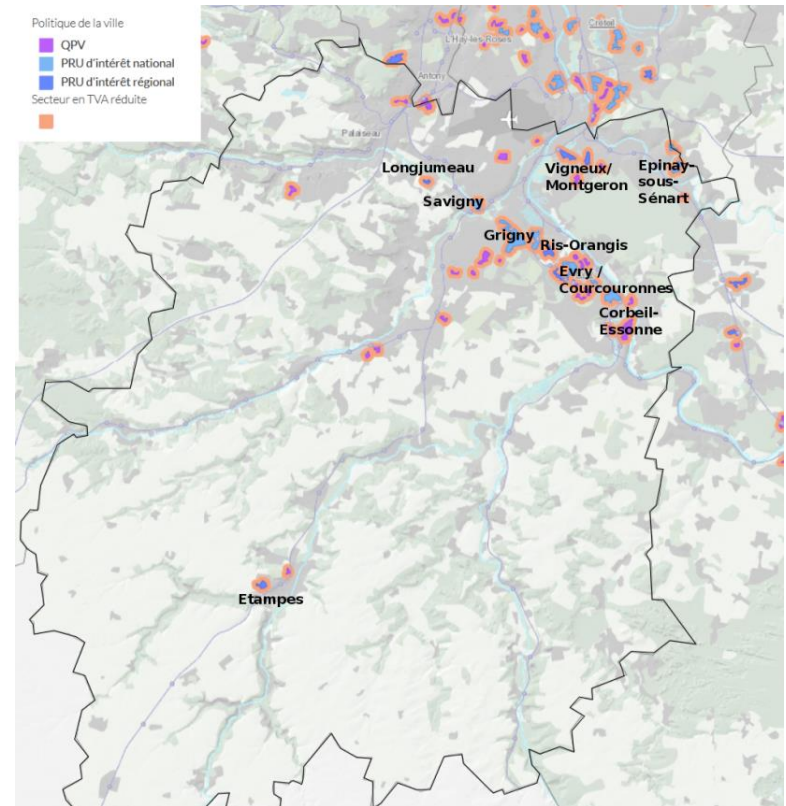 Politique de la ville
QPV
PRU d'intérêt national
PRU d'intérêt régional
Secteur en TVA réduite
L'Haÿ-les-Roses
Créteil
Antony
Palaiseau
Longjumeau
Vigneux/
Montgeron
Epinay-
sous-
Sénart
Savigny
Grigny
Ris-Orangis
Evry /
Courcouronnes
Corbeil-
Essonne
Etampes